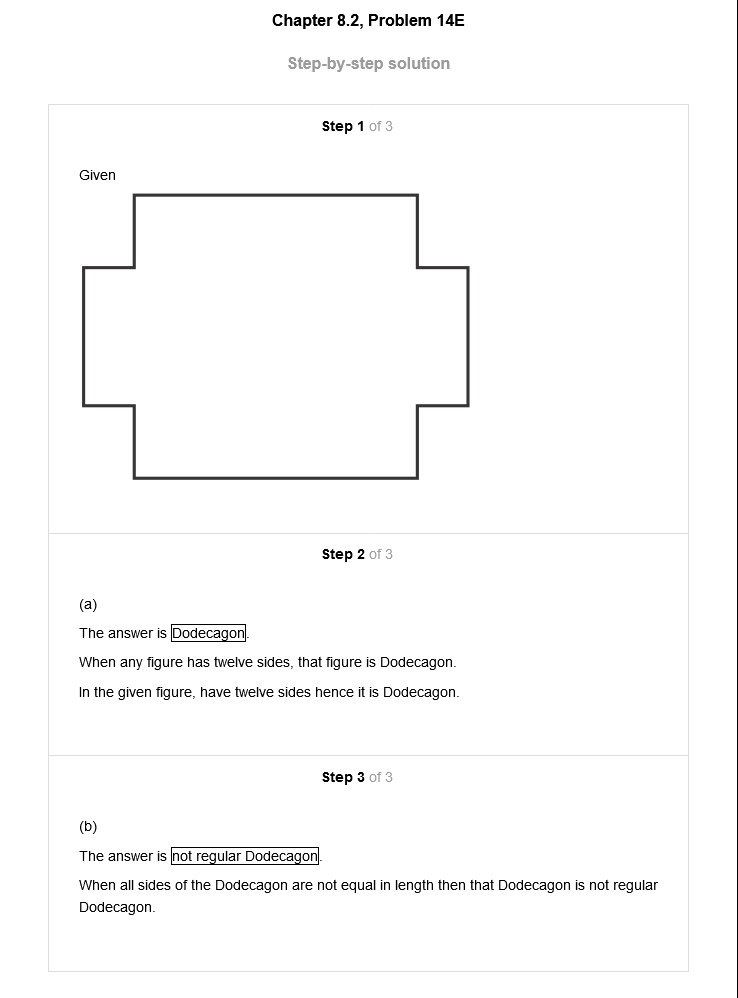 Chapter 8.2, Problem 14E
Step-by-step solution
Step 1 of 3
Given
Step 2 of 3
(a)
The answer is Dodecagon.
When any figure has twelve sides, that figure is Dodecagon.
In the given figure, have twelve sides hence it is Dodecagon.
Step 3 of 3
(b)
The answer is not regular Dodecagon.
When all sides of the Dodecagon are not equal in length then that Dodecagon is not regular
Dodecagon.